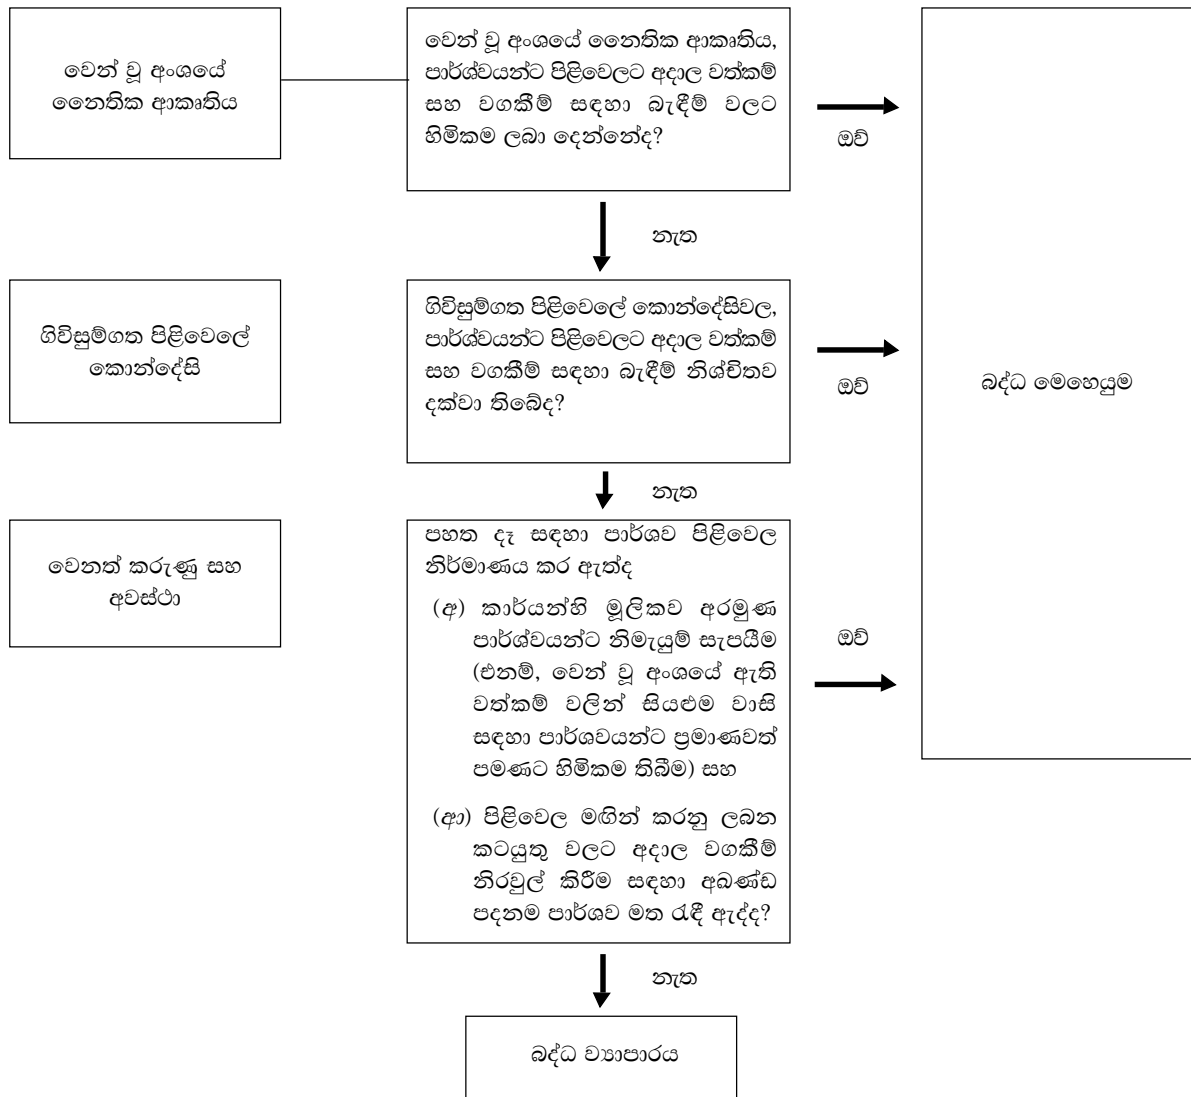 වෙන් වූ අංශයේ
නෛතික ආකෘතිය
වෙන් වූ අංශයේ නෛතික ආකෘතිය,
පාර්ශ්වයන්ට පිළිවෙලට අදාල වත්කම්
සහ වගකීම් සඳහා බැඳීම් වලට
හිමිකම ලබා දෙන්නේද?
ඔව්
නැත
ගිවිසුම්ගත පිළිවෙලේ
කොන්දේසි
ගිවිසුම්ගත පිළිවෙලේ කොන්දේසිවල,
පාර්ශ්වයන්ට පිළිවෙලට අදාල වත්කම්
සහ වගකීම් සඳහා බැඳීම් නිශ්චිතව
දක්වා තිබේද?
ඔව්
බද්ධ මෙහෙයුම
නැත
වෙනත් කරුණු සහ
අවස්ථා
පහත දෑ සඳහා පාර්ශව පිළිවෙල
නිර්මාණය කර ඇත්ද
(අ) කාර්යන්හි මූලිකව අරමුණ
පාර්ශ්වයන්ට නිමැයුම් සැපයීම
(එනම්, වෙන් වූ අංශයේ ඇති
වත්කම් වලින් සියළුම වාසි
සඳහා පාර්ශවයන්ට ප්‍රමාණවත්
පමණට හිමිකම තිබීම) සහ
(ආ) පිළිවෙල මඟින් කරනු ලබන
කටයුතු වලට අදාල වගකීම්
නිරවුල් කිරීම සඳහා අඛණ්ඩ
පදනම පාර්ශව මත රැඳී ඇද්ද?
ඔව්
නැත
බද්ධ ව්‍යාපාරය